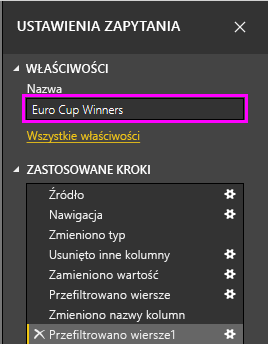 USTAWIENIA ZAPYTANIA
WŁAŚCIWOŚCI
Nazwa
Euro Cup Winners
Wszystkie właściwości
ZASTOSOWANE KROKI
Źródło
Nawigacja
Zmieniono typ
Usunięto inne kolumny
Zamieniono wartość
Przefiltrowano wiersze
Zmieniono nazwy kolumn
Przefiltrowano wiersze1